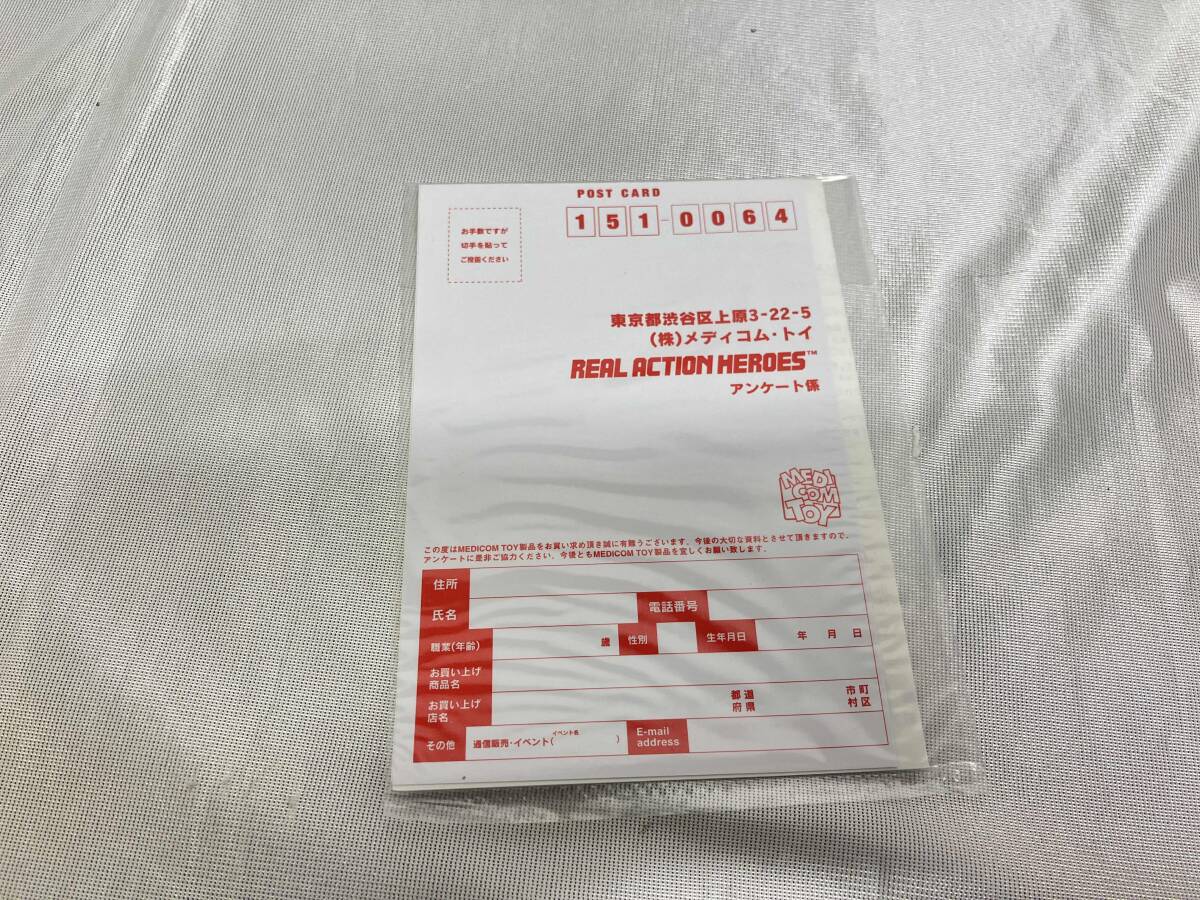 POST CARD
151-0064
お手数ですが
切手を貼って
ご投函ください
東京都渋谷区上原3-22-5
(株)メディコム・トイ
REAL ACTION HEROES™
アンケート係
MEDI
COM
TOY
この度はMEDICOM TOY製品をお買い求め頂き誠に有難うございます。今後の大切な資料とさせて頂きますので、
アンケートに是非ご協力ください。今後ともMEDICOM TOY製品を宜しくお願い致します。
住所
氏名 電話番号
職業(年齢) 歳 性別 生年月日 年 月 日
お買い上げ
商品名
お買い上げ
店名
都道
府県
市町
村区
その他 通信販売・イベント(イベント名 )
E-mail
address